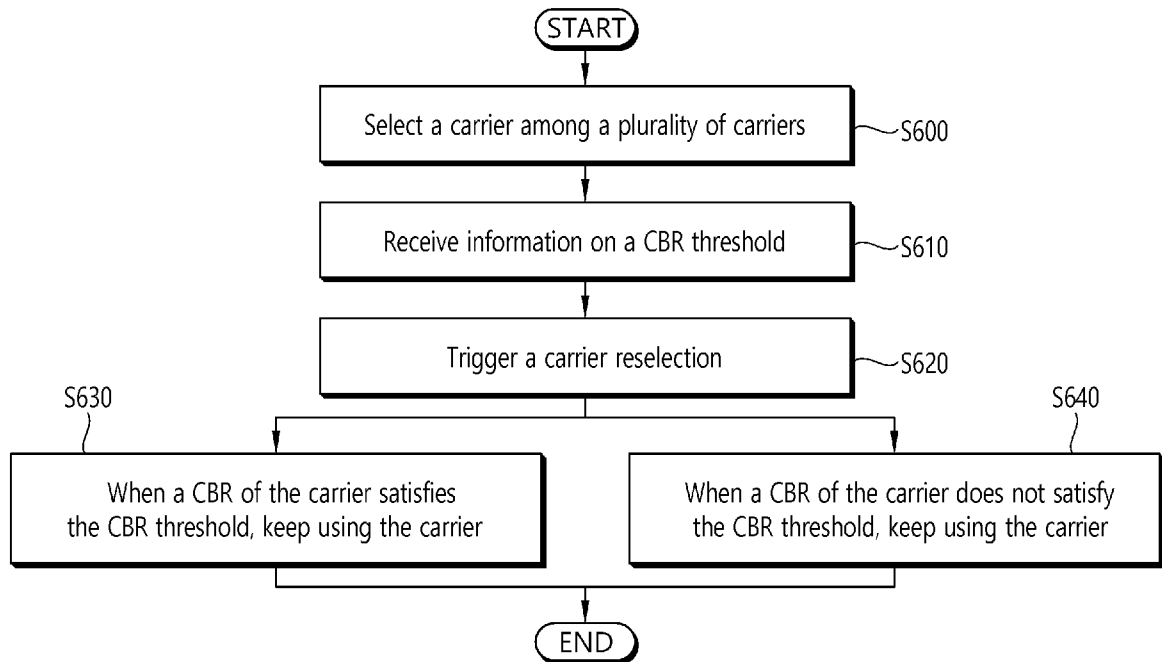 START
Select a carrier among a plurality of carriers
S600
Receive information on a CBR threshold
S610
Trigger a carrier reselection
S620
S630
S640
When a CBR of the carrier satisfies
the CBR threshold, keep using the carrier
When a CBR of the carrier does not satisfy
the CBR threshold, keep using the carrier
END